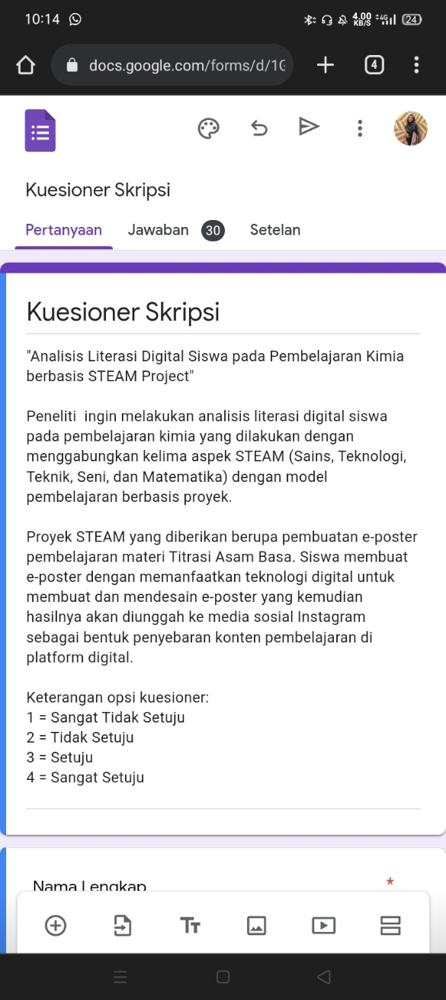 10:14
4.00 KB/S
4G
24
docs.google.com/forms/d/1
4
Kuesioner Skripsi
Pertanyaan Jawaban 30 Setelan
Kuesioner Skripsi
"Analisis Literasi Digital Siswa pada Pembelajaran Kimia
berbasis STEAM Project"
Peneliti ingin melakukan analisis literasi digital siswa
pada pembelajaran kimia yang dilakukan dengan
menggabungkan kelima aspek STEAM (Sains, Teknologi,
Teknik, Seni, dan Matematika) dengan model
pembelajaran berbasis proyek.
Proyek STEAM yang diberikan berupa pembuatan e-poster
pembelajaran materi Titrasi Asam Basa. Siswa membuat
e-poster dengan memanfaatkan teknologi digital untuk
membuat dan mendesain e-poster yang kemudian
hasilnya akan diunggah ke media sosial Instagram
sebagai bentuk penyebaran konten pembelajaran di
platform digital.
Keterangan opsi kuesioner:
1 = Sangat Tidak Setuju
2 = Tidak Setuju
3 = Setuju
4 = Sangat Setuju
Nama Lengkap *
Tт